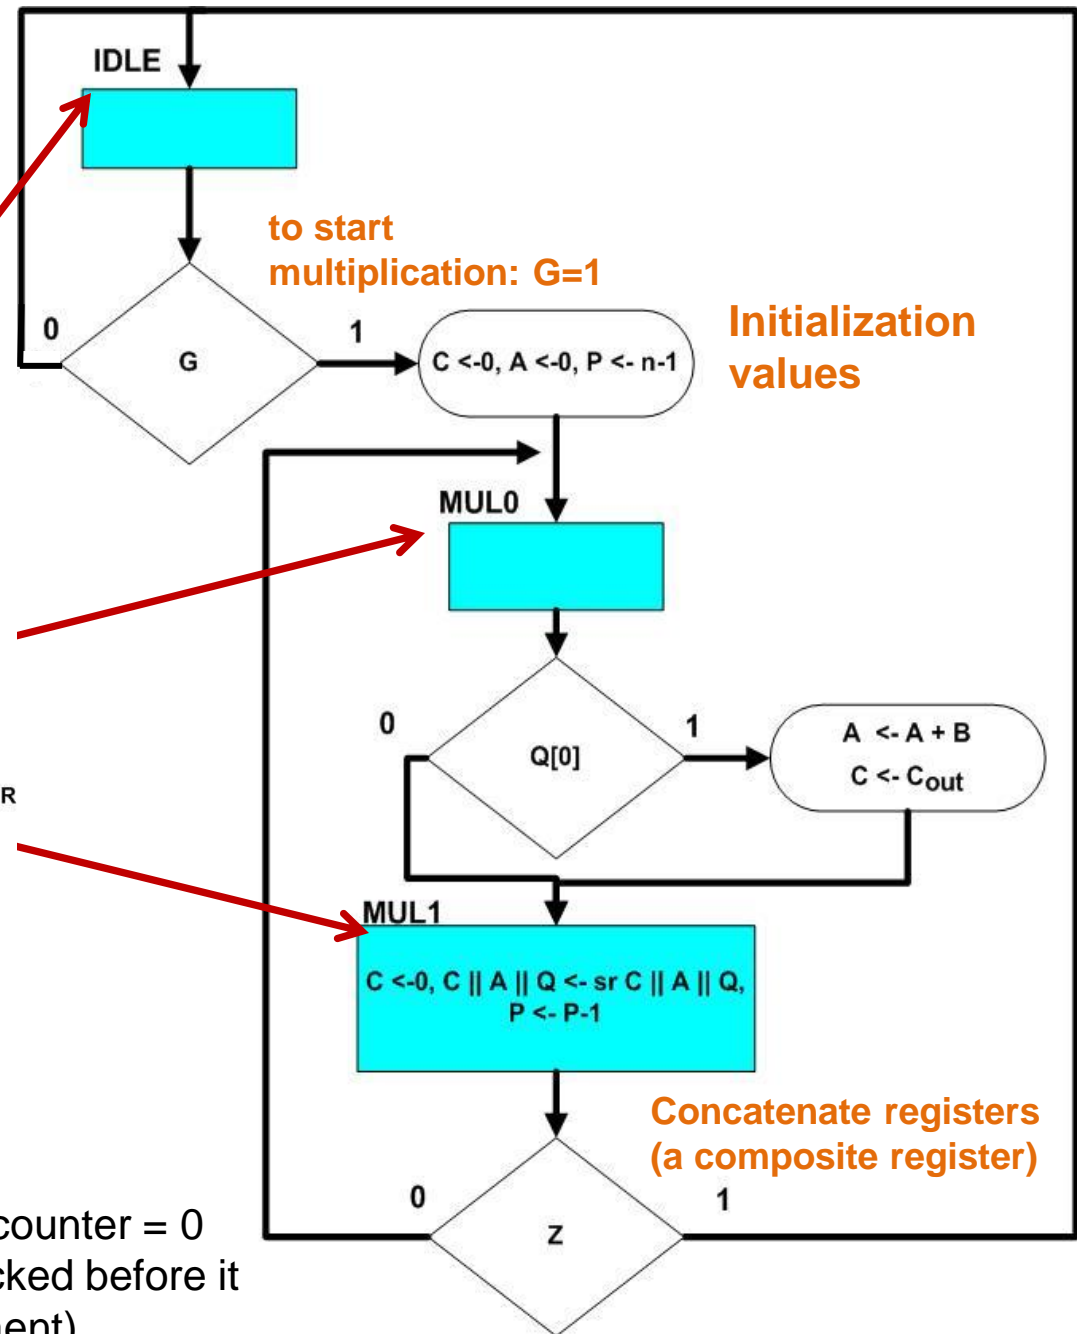 IDLE
to start
multiplication: G=1
0
1
G
C <-0, A <-0, P <- n-1
Initialization
values
MUL0
0
1
Q[0]
A <- A + B
C <- Cout
R
MUL1
C <-0, C || A || Q <- sr C || A || Q,
P <- P-1
Concatenate registers
(a composite register)
0
1
Z
counter = 0
cked before it
nent)